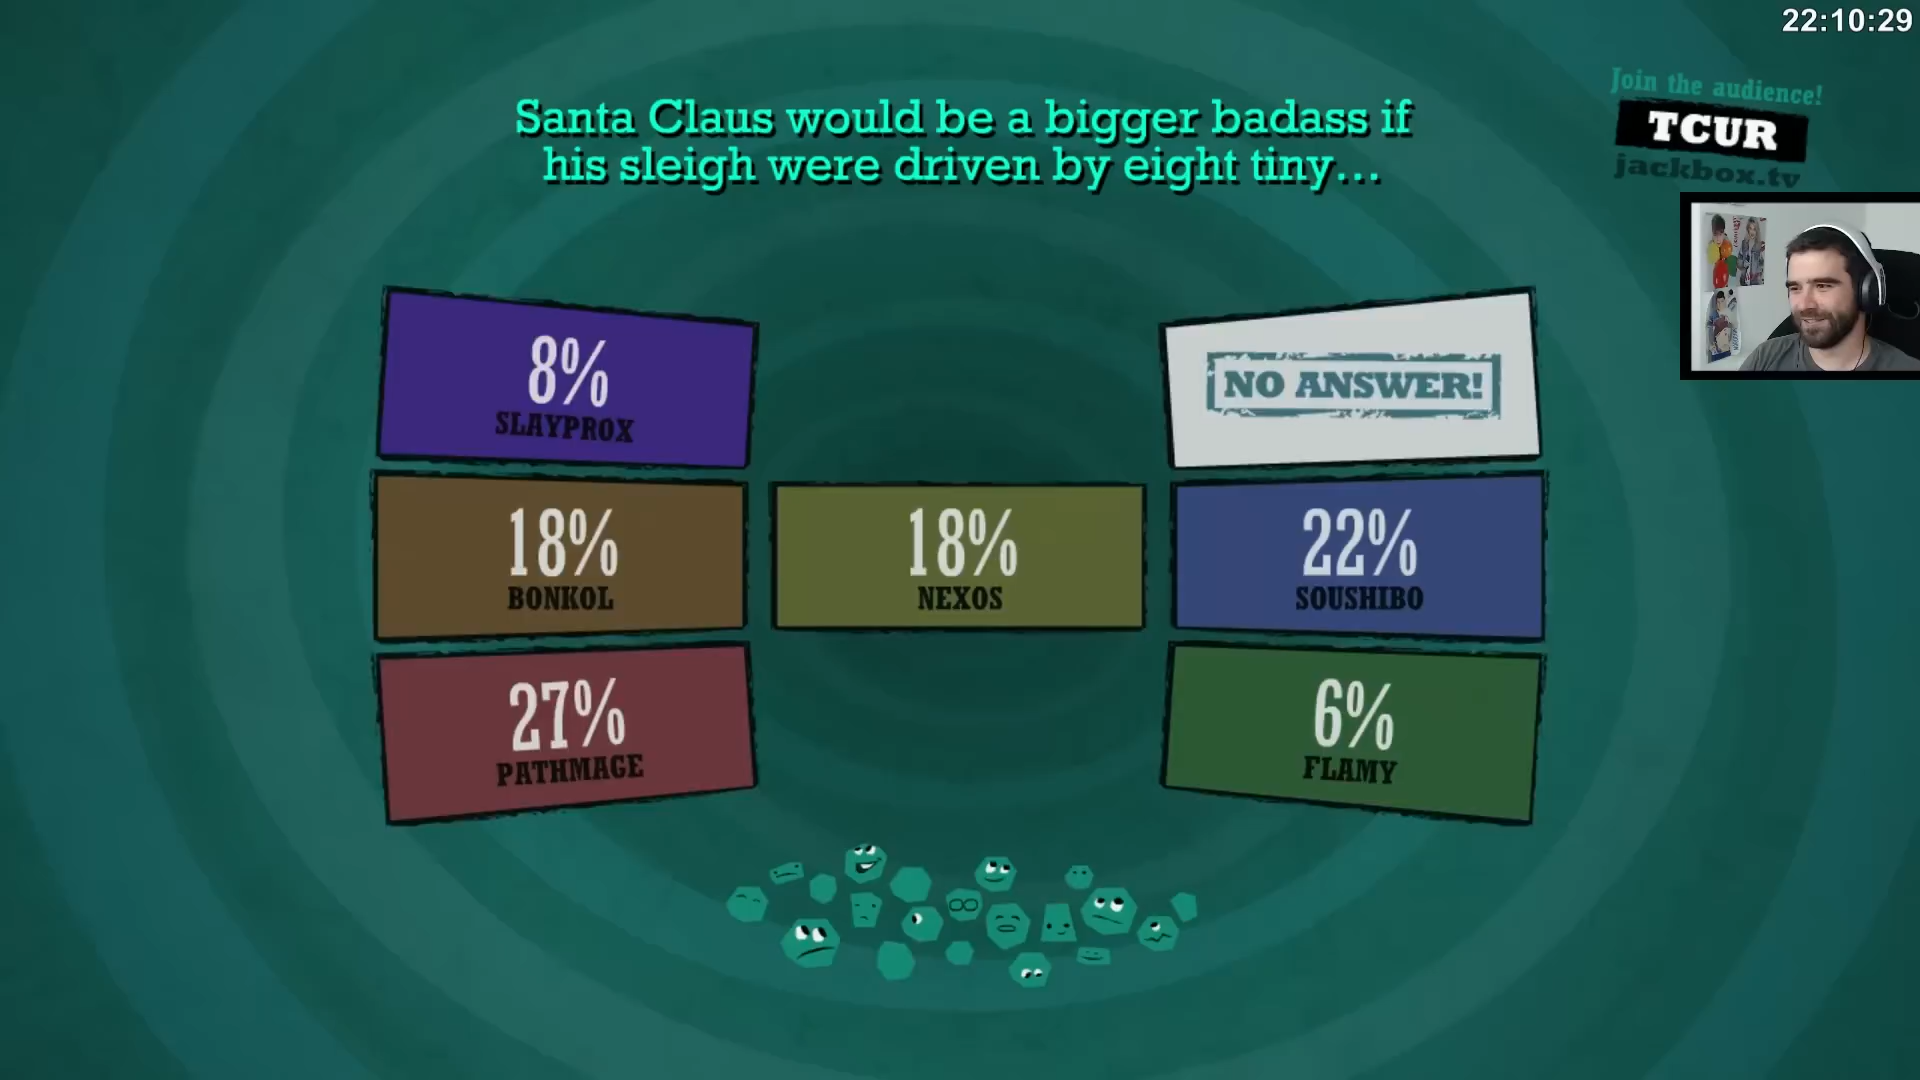 22:10:29
Join the audience!
TCUR
jackbox.tv
Santa Claus would be a bigger badass if
his sleigh were driven by eight tiny...
8%
SLAYPROX
NO ANSWER!
18%
BONKOL
18%
NEXOS
22%
SOUSHIBO
27%
PATHMAGE
6%
FLAMY